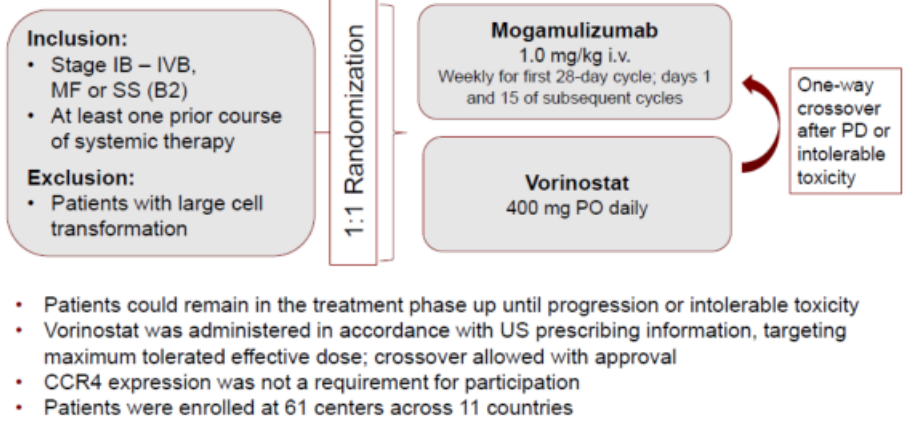 Inclusion:
• Stage IB – IVB,
MF or SS (B2)
• At least one prior course
of systemic therapy
Exclusion:
• Patients with large cell
transformation
1:1 Randomization
Mogamulizumab
1.0 mg/kg i.v.
Weekly for first 28-day cycle; days 1
and 15 of subsequent cycles
Vorinostat
400 mg PO daily
One-way
crossover
after PD or
intolerable
toxicity
• Patients could remain in the treatment phase up until progression or intolerable toxicity
• Vorinostat was administered in accordance with US prescribing information, targeting
maximum tolerated effective dose; crossover allowed with approval
• CCR4 expression was not a requirement for participation
• Patients were enrolled at 61 centers across 11 countries